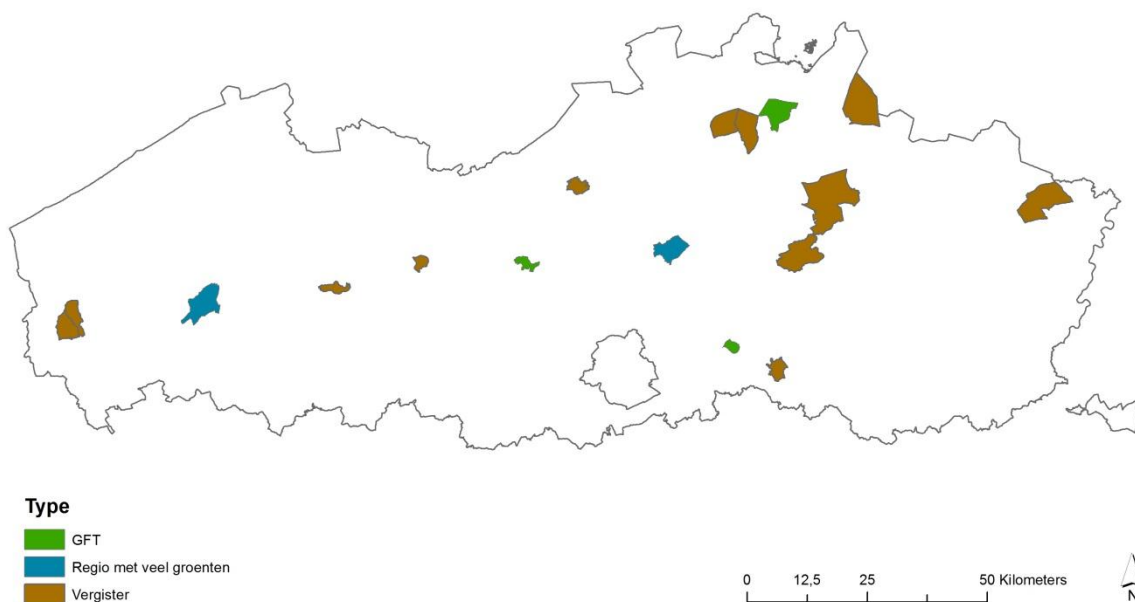 Type
GFT
Regio met veel groenten
Vergister
0 12,5 25 50 Kilometers
N